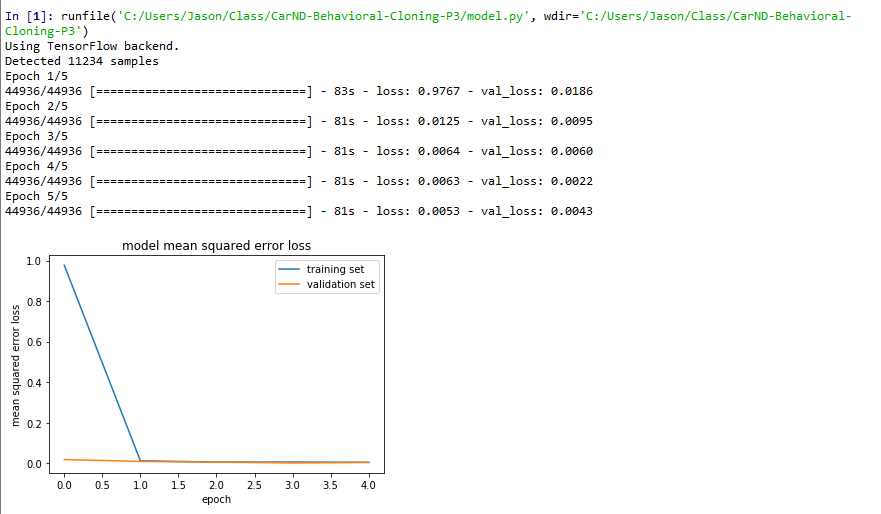 In [1]: runfile('C:/Users/Jason/Class/CarND-Behavioral-Cloning-P3/model.py', wdir='C:/Users/Jason/Class/CarND-Behavioral-
Cloning-P3')
Using TensorFlow backend.
Detected 11234 samples
Epoch 1/5
44936/44936 [==============================] - 83s - loss: 0.9767 - val_loss: 0.0186
Epoch 2/5
44936/44936 [==============================] - 81s - loss: 0.0125 - val_loss: 0.0095
Epoch 3/5
44936/44936 [==============================] - 81s - loss: 0.0064 - val_loss: 0.0060
Epoch 4/5
44936/44936 [==============================] - 81s - loss: 0.0063 - val_loss: 0.0022
Epoch 5/5
44936/44936 [==============================] - 81s - loss: 0.0053 - val_loss: 0.0043
model mean squared error loss
training set
validation set
mean squared error loss
1.0
0.8
0.6
0.4
0.2
0.0
0.0 0.5 1.0 1.5 2.0 2.5 3.0 3.5 4.0
epoch